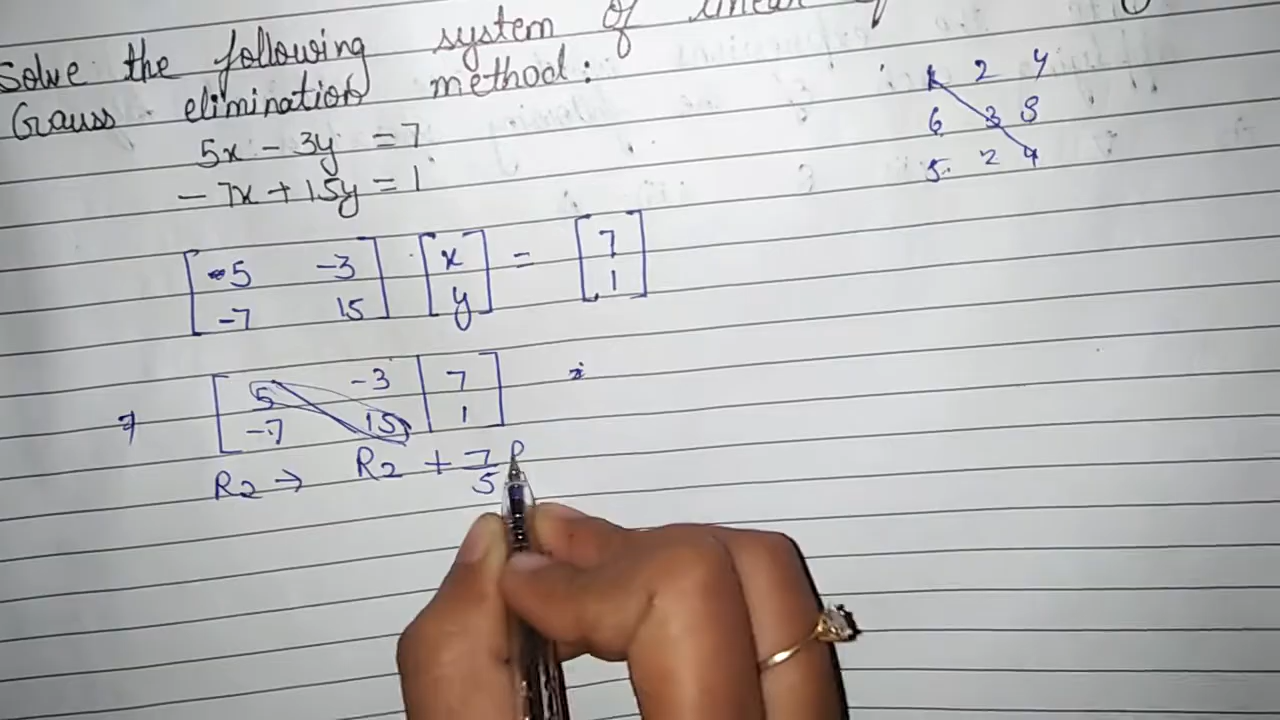 Solve the following system of linear
Gauss elimination method:
5x - 3y = 7
- 7x + 15y = 1
1 2 4
6 3 8
5 2 4
[5 -3] [x] = [7]
[-7 15] [y] [1]
[5 -3 | 7]
[-7 15 | 1]
R2 → R2 + 7/5